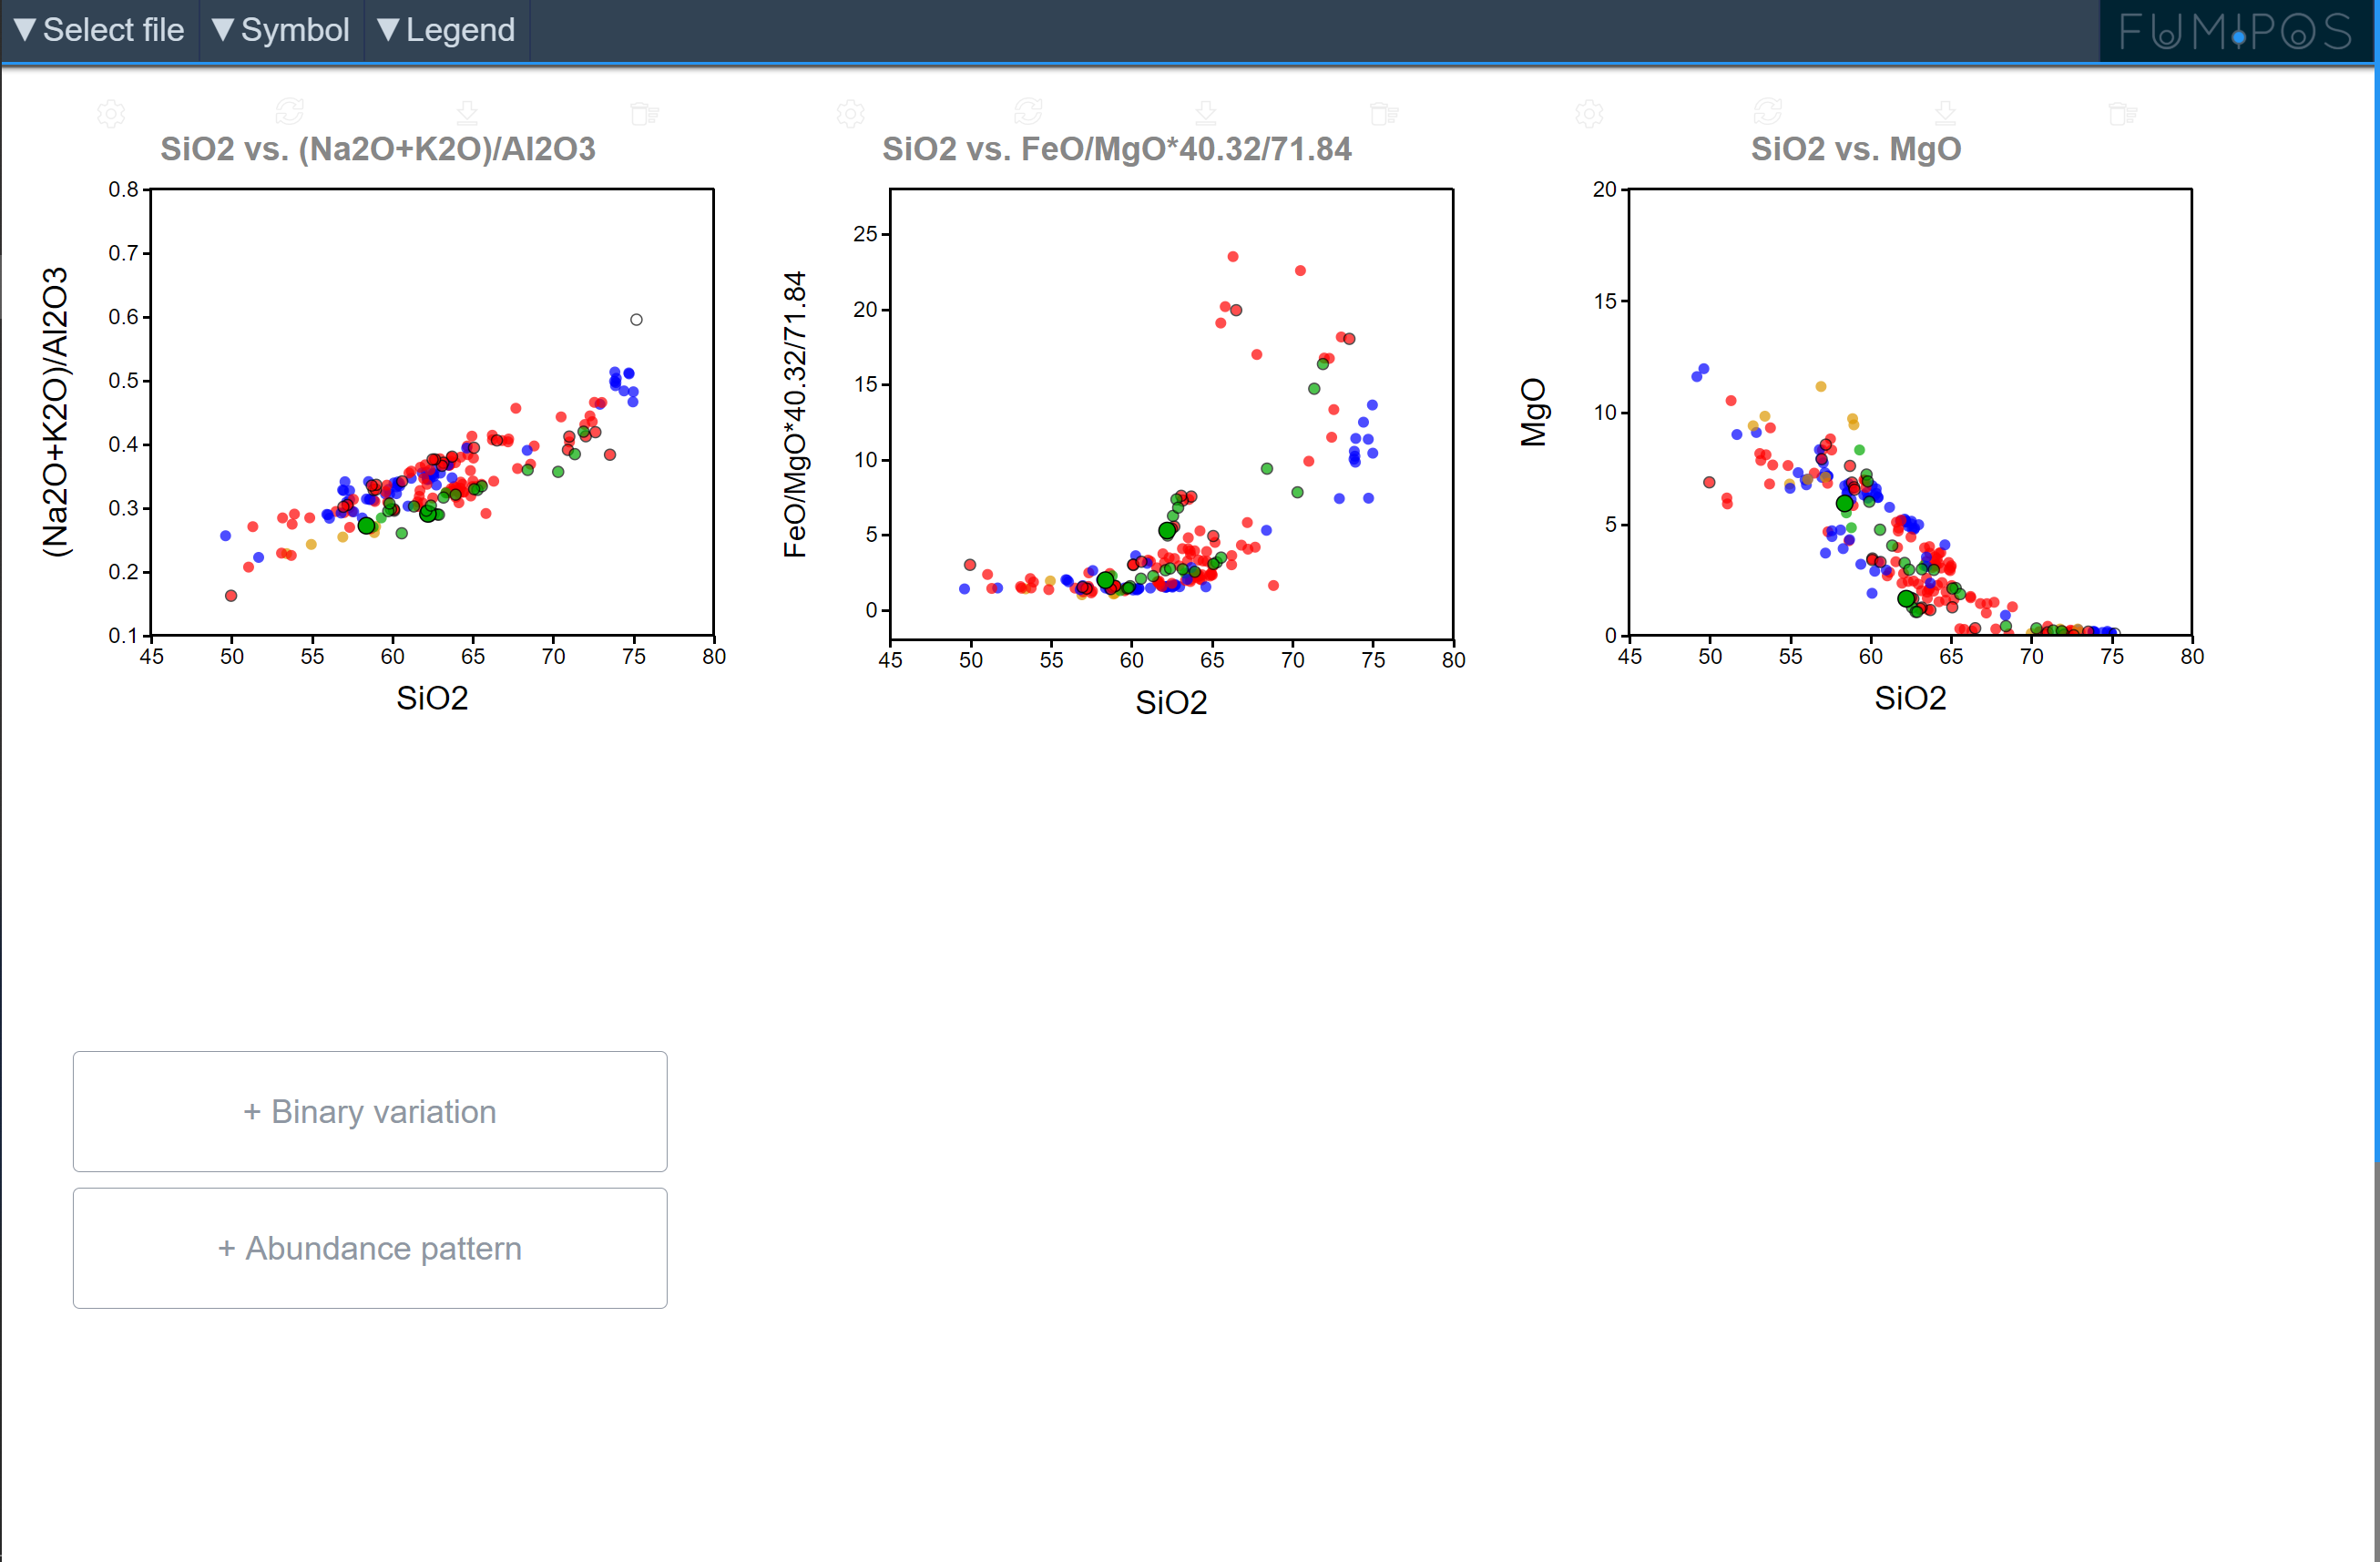 ▼ Select file ▼ Symbol ▼ Legend FUMIPOS
SiO2 vs. (Na2O+K2O)/Al2O3
0.8
0.7
0.6
0.5
0.4
0.3
0.2
0.1
(Na2O+K2O)/Al2O3
45 50 55 60 65 70 75 80
SiO2
SiO2 vs. FeO/MgO*40.32/71.84
25
20
15
10
5
0
FeO/MgO*40.32/71.84
45 50 55 60 65 70 75 80
SiO2
SiO2 vs. MgO
20
15
10
5
0
MgO
45 50 55 60 65 70 75 80
SiO2
+ Binary variation
+ Abundance pattern